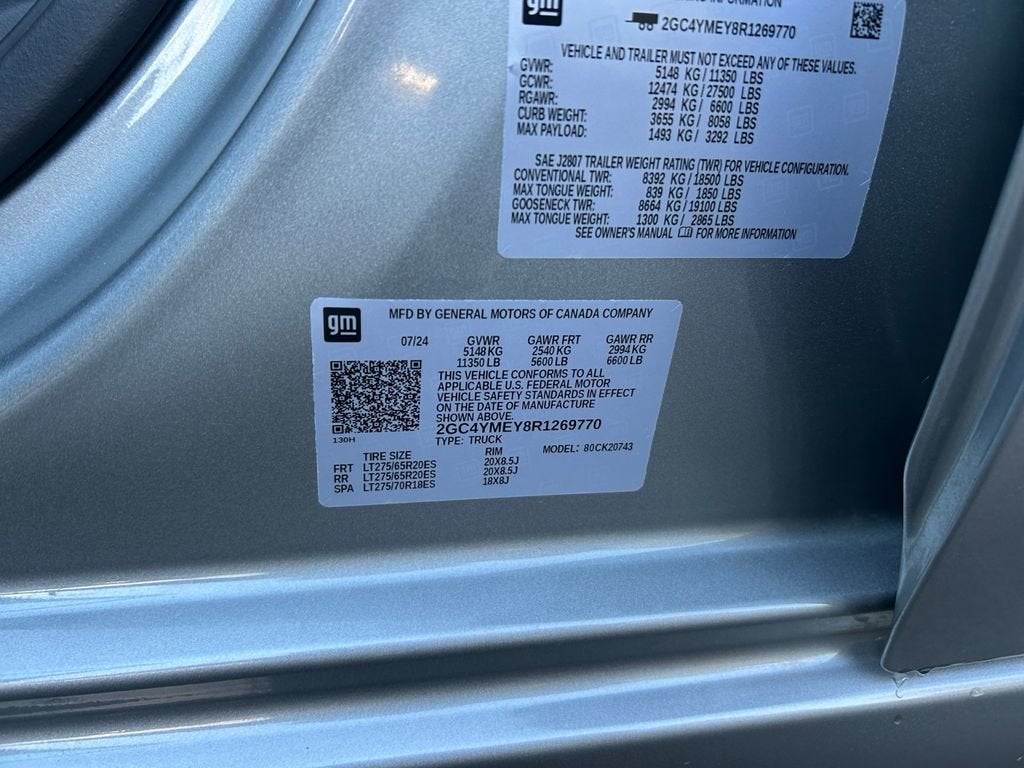 gm
INFORMATION
2GC4YMEY8R1269770
VEHICLE AND TRAILER MUST NOT EXCEED ANY OF THESE VALUES.
GVWR: 5148 KG / 11350 LBS
GCWR: 12474 KG / 27500 LBS
RGAWR: 2994 KG / 6600 LBS
CURB WEIGHT: 3655 KG / 8058 LBS
MAX PAYLOAD: 1493 KG / 3292 LBS
SAE J2807 TRAILER WEIGHT RATING (TWR) FOR VEHICLE CONFIGURATION.
CONVENTIONAL TWR: 8392 KG / 18500 LBS
MAX TONGUE WEIGHT: 839 KG / 1850 LBS
GOOSENECK TWR: 8664 KG / 19100 LBS
MAX TONGUE WEIGHT: 1300 KG / 2865 LBS
SEE OWNER'S MANUAL FOR MORE INFORMATION
gm
MFD BY GENERAL MOTORS OF CANADA COMPANY
07/24 GVWR GAWR FRT GAWR RR
5148 KG 2540 KG 2994 KG
11350 LB 5600 LB 6600 LB
THIS VEHICLE CONFORMS TO ALL
APPLICABLE U.S. FEDERAL MOTOR
VEHICLE SAFETY STANDARDS IN EFFECT
ON THE DATE OF MANUFACTURE
SHOWN ABOVE.
2GC4YMEY8R1269770
130H
TYPE: TRUCK MODEL: 80CK20743
TIRE SIZE RIM
FRT LT275/65R20ES 20X8.5J
RR LT275/65R20ES 20X8.5J
SPA LT275/70R18ES 18X8J